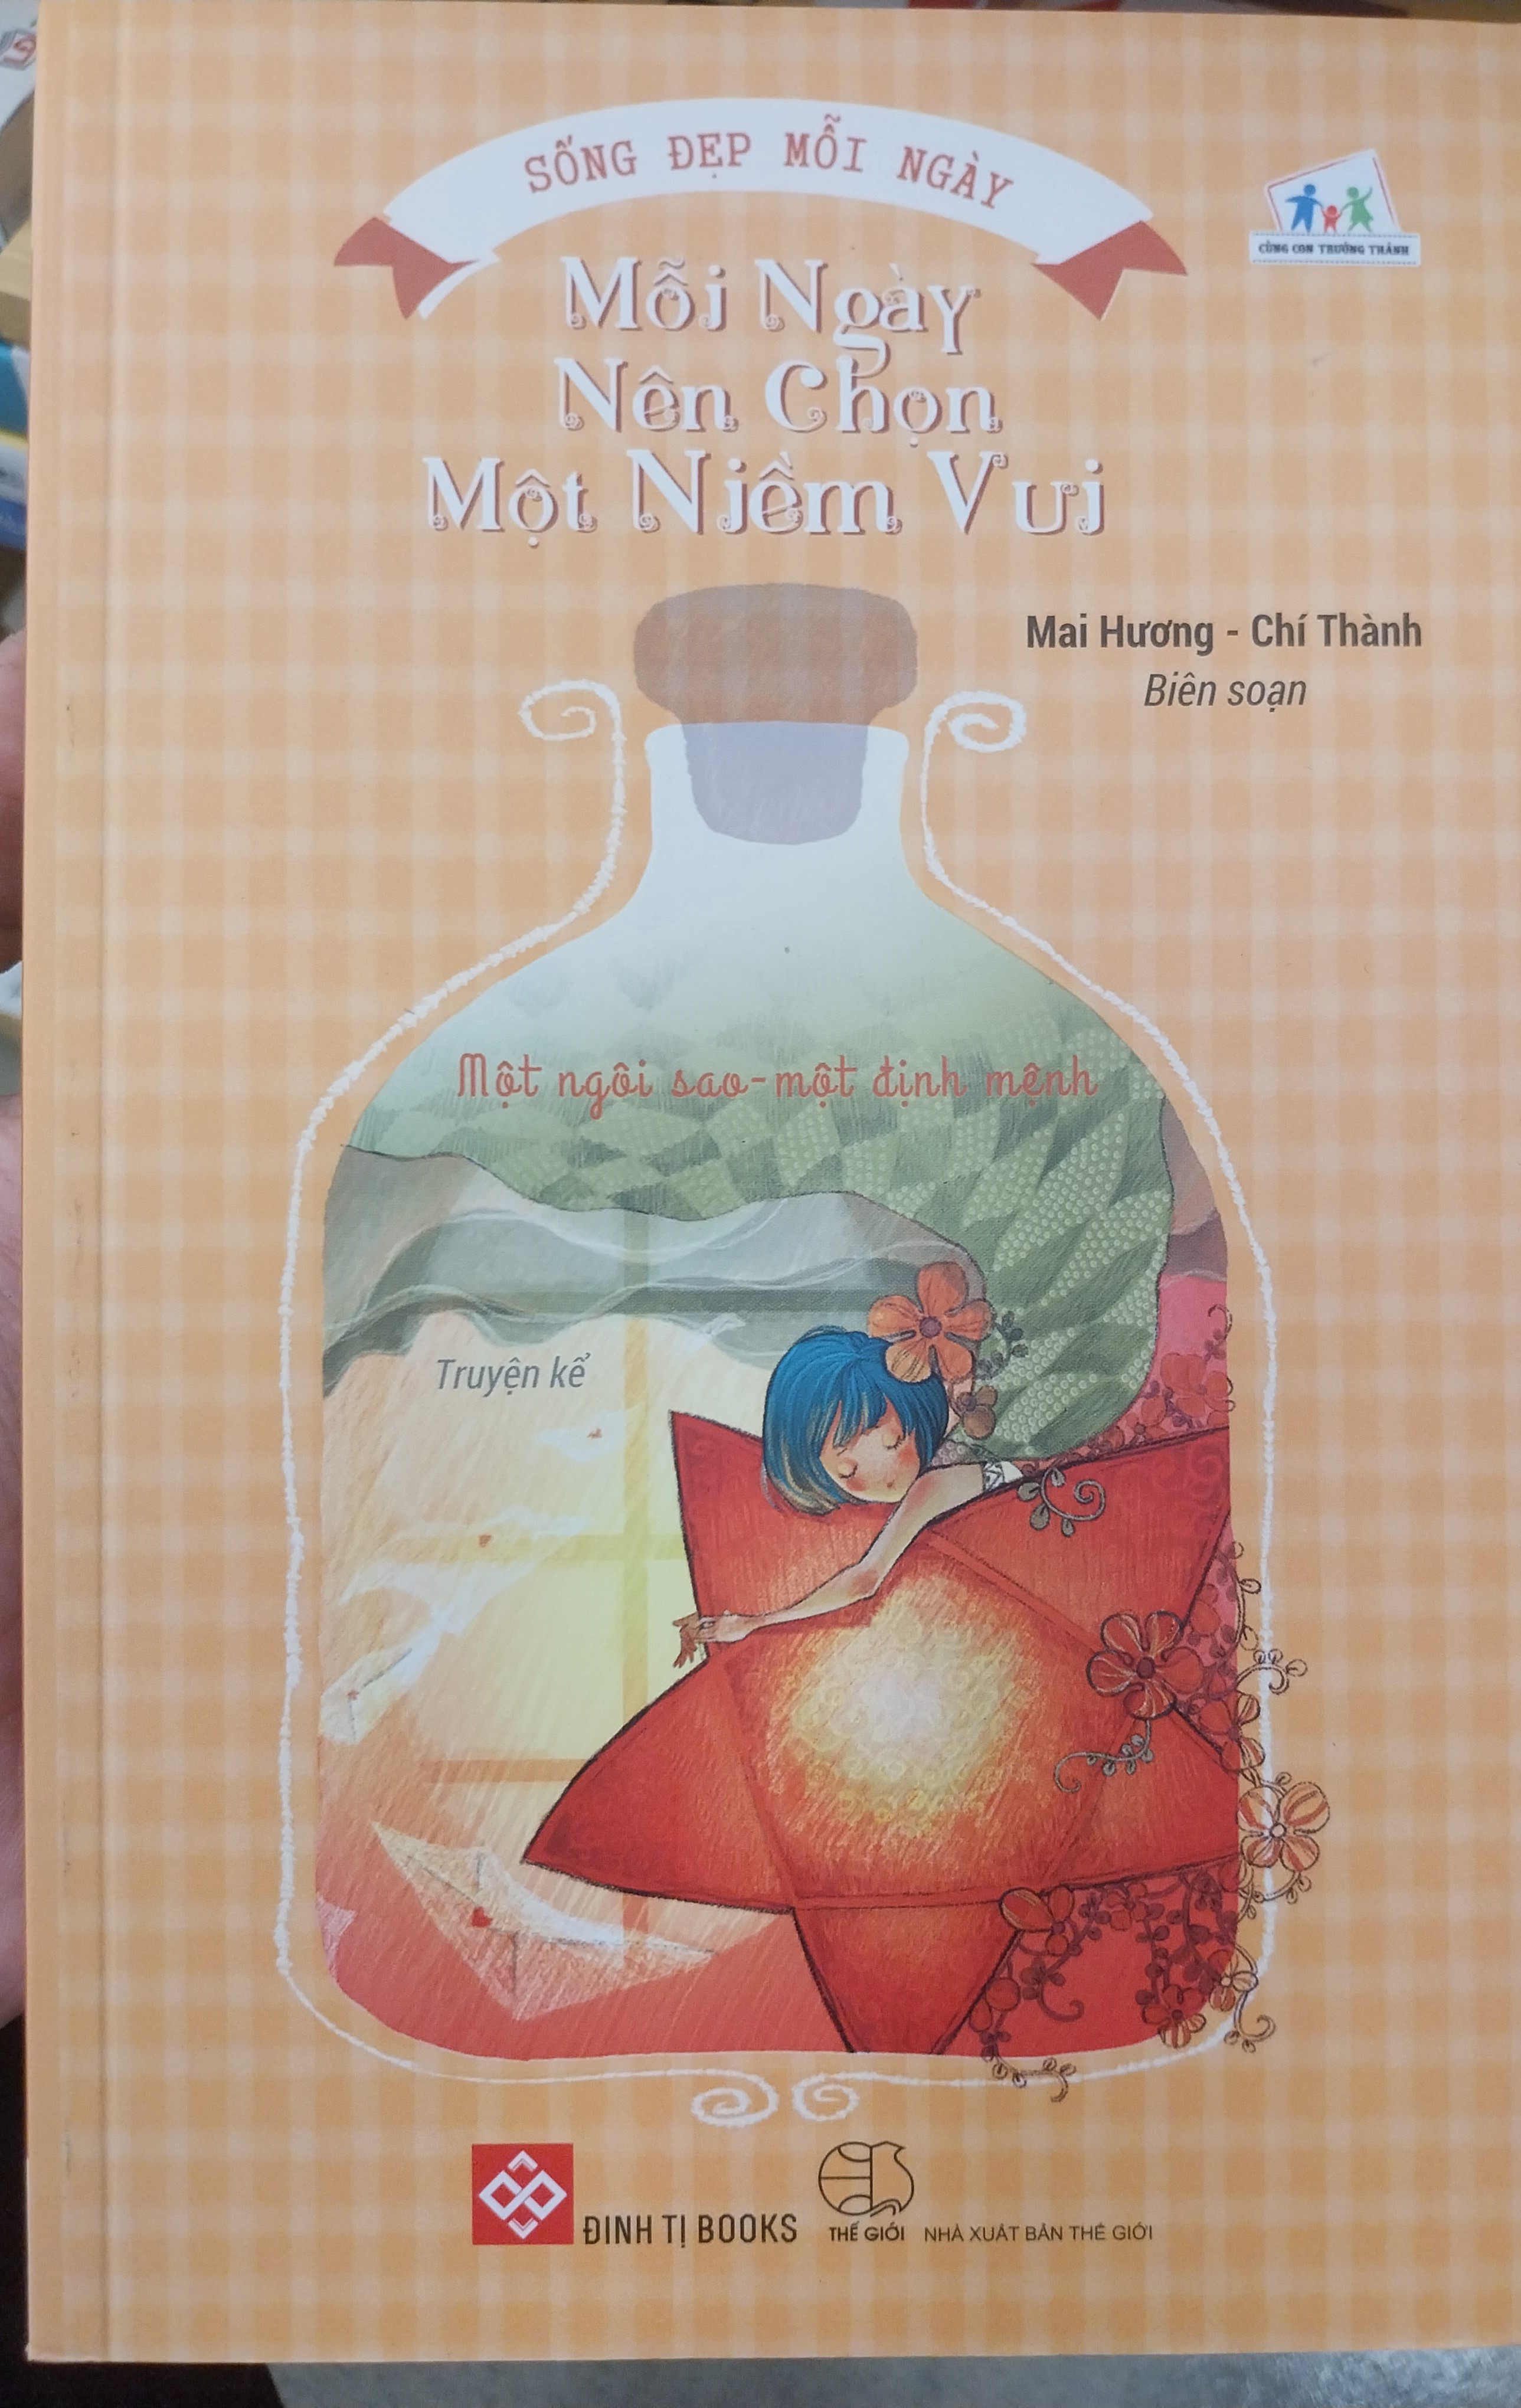 SỐNG ĐẸP MỖI NGÀY
CÙNG CON TRƯỞNG THÀNH
Mỗi Ngày
Nên Chọn
Một Niềm Vui
Mai Hương - Chí Thành
Biên soạn
Một ngôi sao-một định mệnh
Truyện kể
ĐINH TỊ BOOKS
THẾ GIỚI
NHÀ XUẤT BẢN THẾ GIỚI